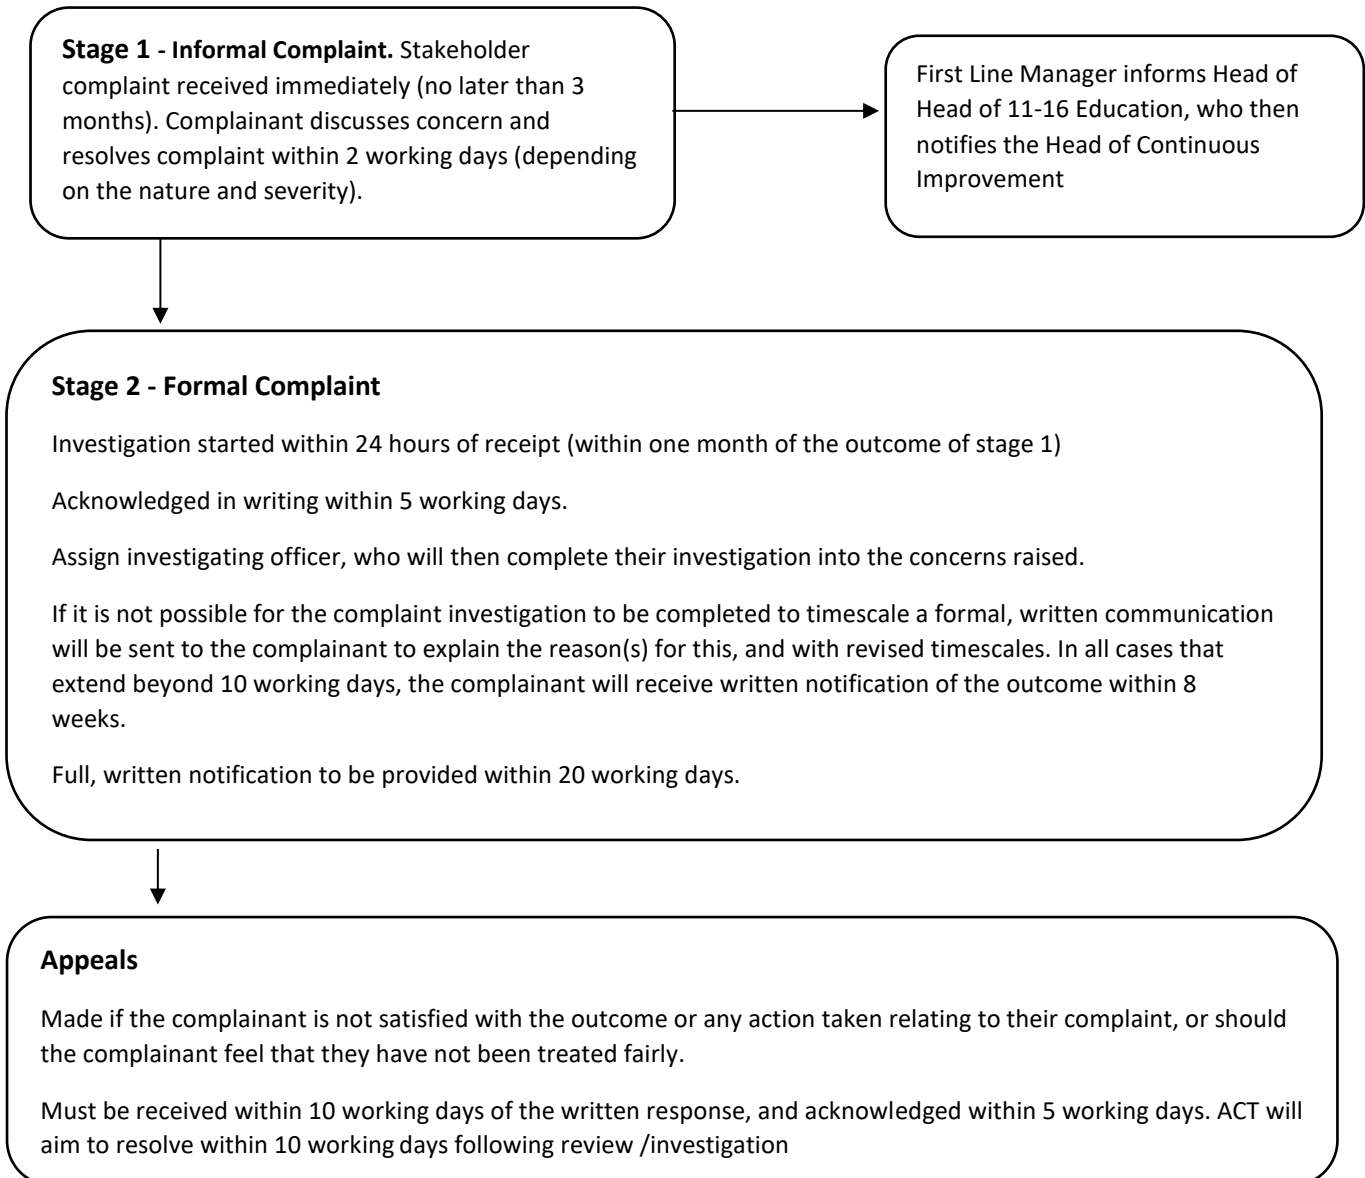 Stage 1 - Informal Complaint. Stakeholder
complaint received immediately (no later than 3
months). Complainant discusses concern and
resolves complaint within 2 working days (depending
on the nature and severity).
First Line Manager informs Head of
Head of 11-16 Education, who then
notifies the Head of Continuous
Improvement
Stage 2 - Formal Complaint
Investigation started within 24 hours of receipt (within one month of the outcome of stage 1)
Acknowledged in writing within 5 working days.
Assign investigating officer, who will then complete their investigation into the concerns raised.
If it is not possible for the complaint investigation to be completed to timescale a formal, written communication
will be sent to the complainant to explain the reason(s) for this, and with revised timescales. In all cases that
extend beyond 10 working days, the complainant will receive written notification of the outcome within 8
weeks.
Full, written notification to be provided within 20 working days.
Appeals
Made if the complainant is not satisfied with the outcome or any action taken relating to their complaint, or should
the complainant feel that they have not been treated fairly.
Must be received within 10 working days of the written response, and acknowledged within 5 working days. ACT will
aim to resolve within 10 working days following review /investigation